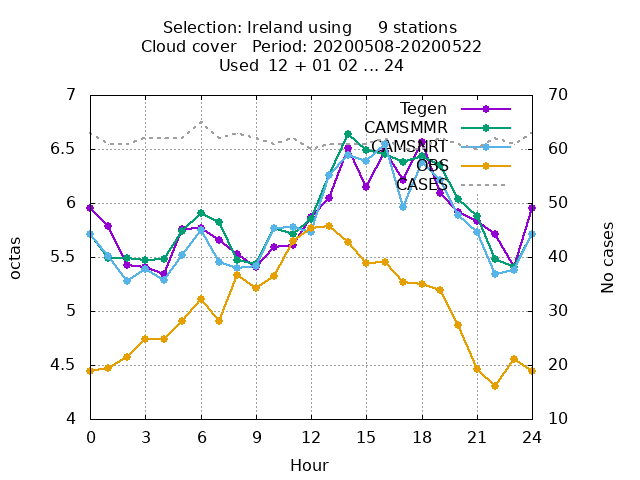 Selection: Ireland using 9 stations
Cloud cover Period: 20200508-20200522
Used 12 + 01 02 ... 24
7
6.5
6
5.5
5
4.5
4
octas
70
60
50
40
30
20
10
No cases
Tegen
CAMSMMR
CAMSNRT
OBS
CASES
0 3 6 9 12 15 18 21 24
Hour